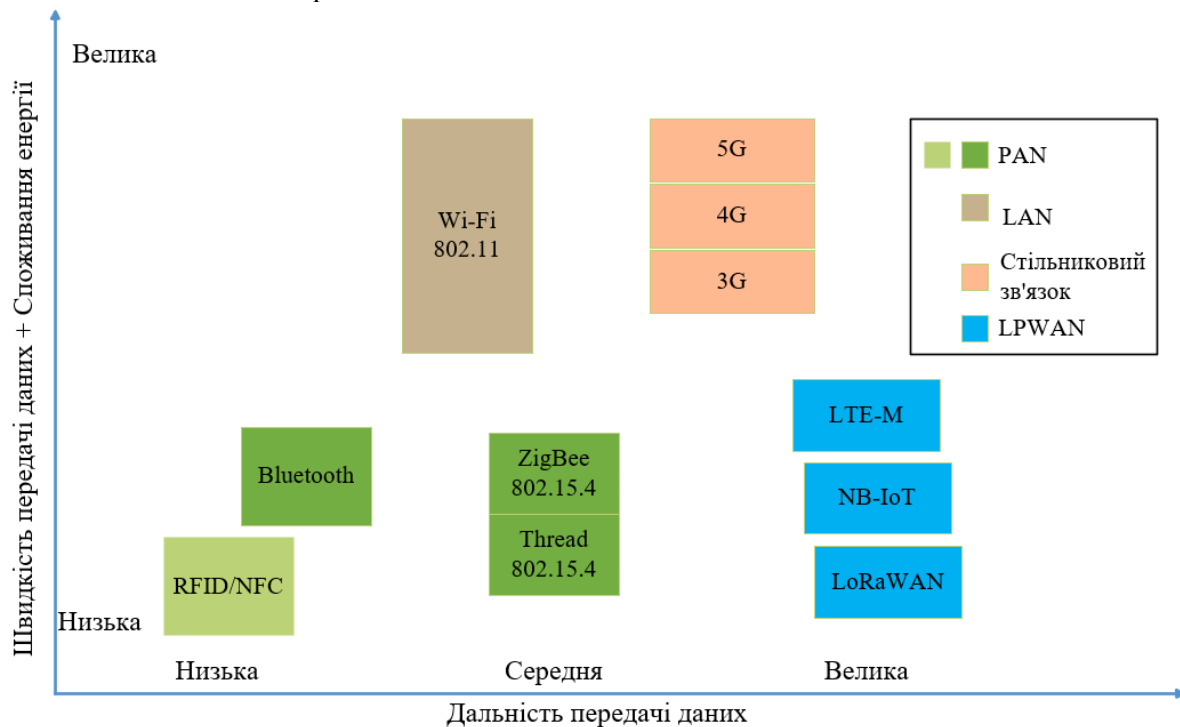 Велика
Швидкість передачі даних + Споживання енергії
Wi-Fi
802.11
5G
4G
3G
PAN
LAN
Стільниковий
зв'язок
LPWAN
LTE-M
Bluetooth
ZigBee
802.15.4
NB-IoT
Thread
802.15.4
RFID/NFC
LoRaWAN
Низька
Низька
Середня
Велика
Дальність передачі даних